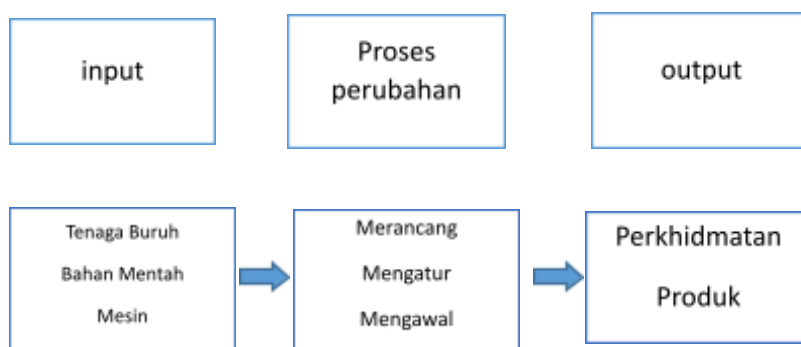 input
Proses
perubahan
output
Tenaga Buruh
Bahan Mentah
Mesin
Merancang
Mengatur
Mengawal
Perkhidmatan
Produk